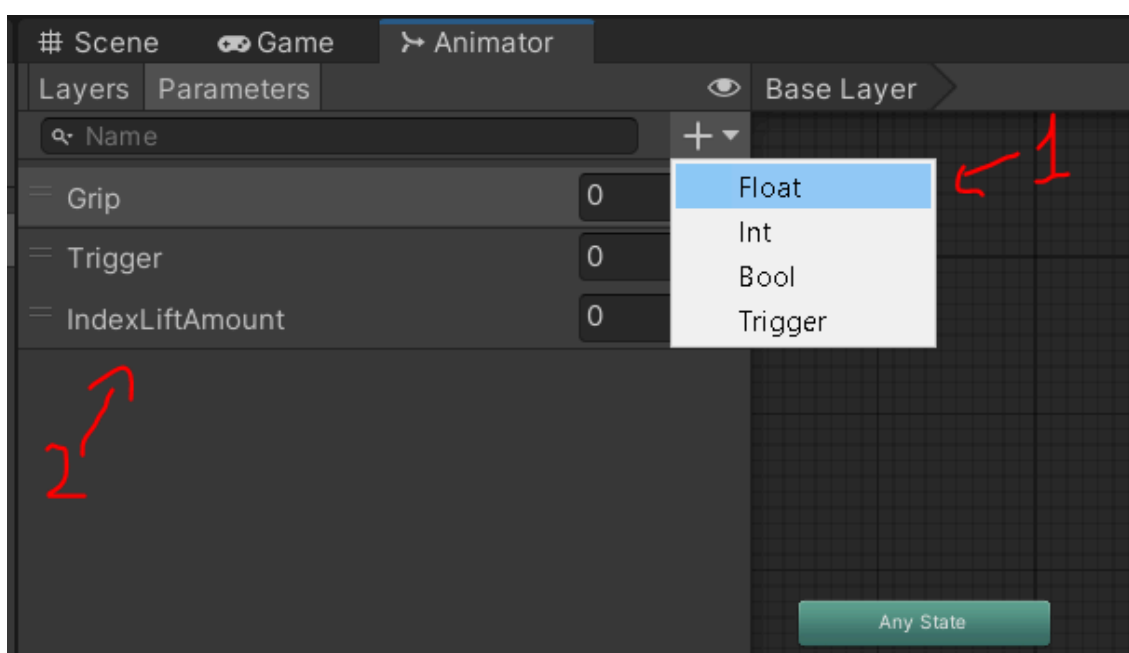 Scene Game Animator
Layers Parameters Base Layer
Name
1
Grip 0 Float
Int
Trigger 0
Bool
IndexLiftAmount 0 Trigger
2
Any State